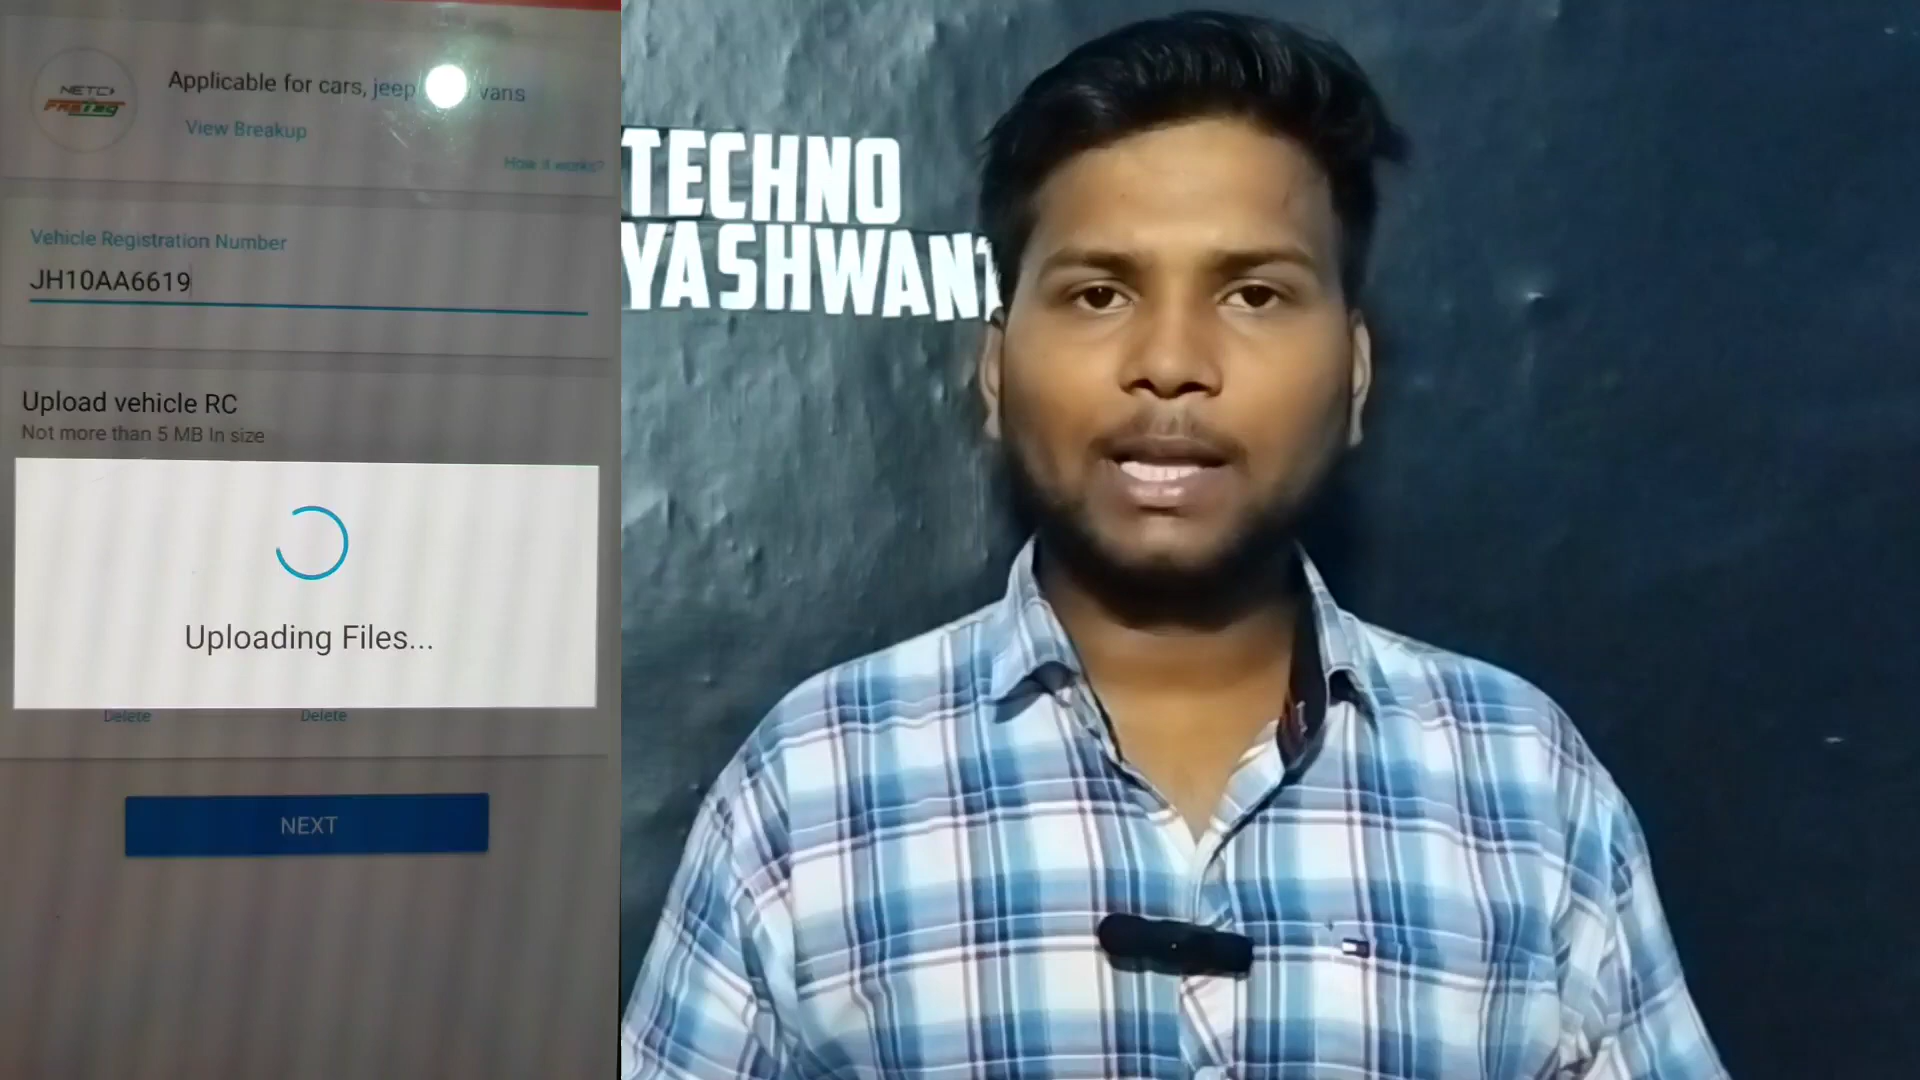 NETC
FASTag
Applicable for cars, jeep vans
View Breakup
How it works?
Vehicle Registration Number
JH10AA6619
Upload vehicle RC
Not more than 5 MB In size
Uploading Files...
Delete
Delete
NEXT
TECHNO
YASHWANT